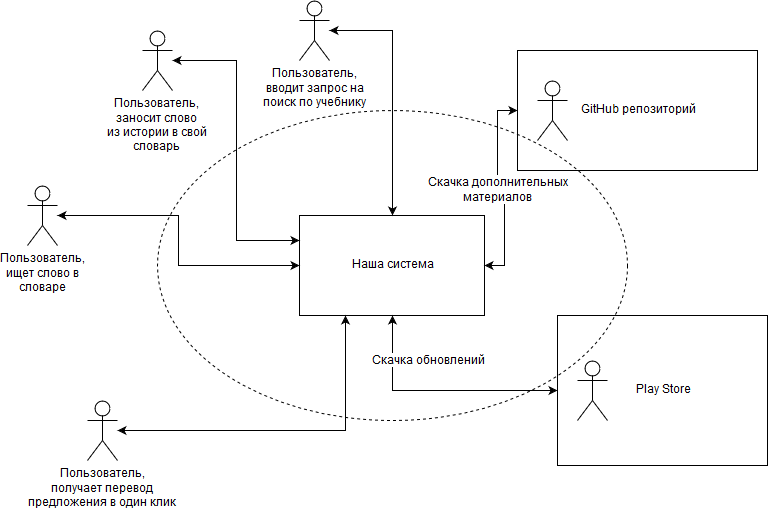 Пользователь,
вводит запрос на
поиск по учебнику
Пользователь,
заносит слово
из истории в свой
словарь
GitHub репозиторий
Скачка дополнительных
материалов
Пользователь,
ищет слово в
словаре
Наша система
Скачка обновлений
Play Store
Пользователь,
получает перевод
предложения в один клик